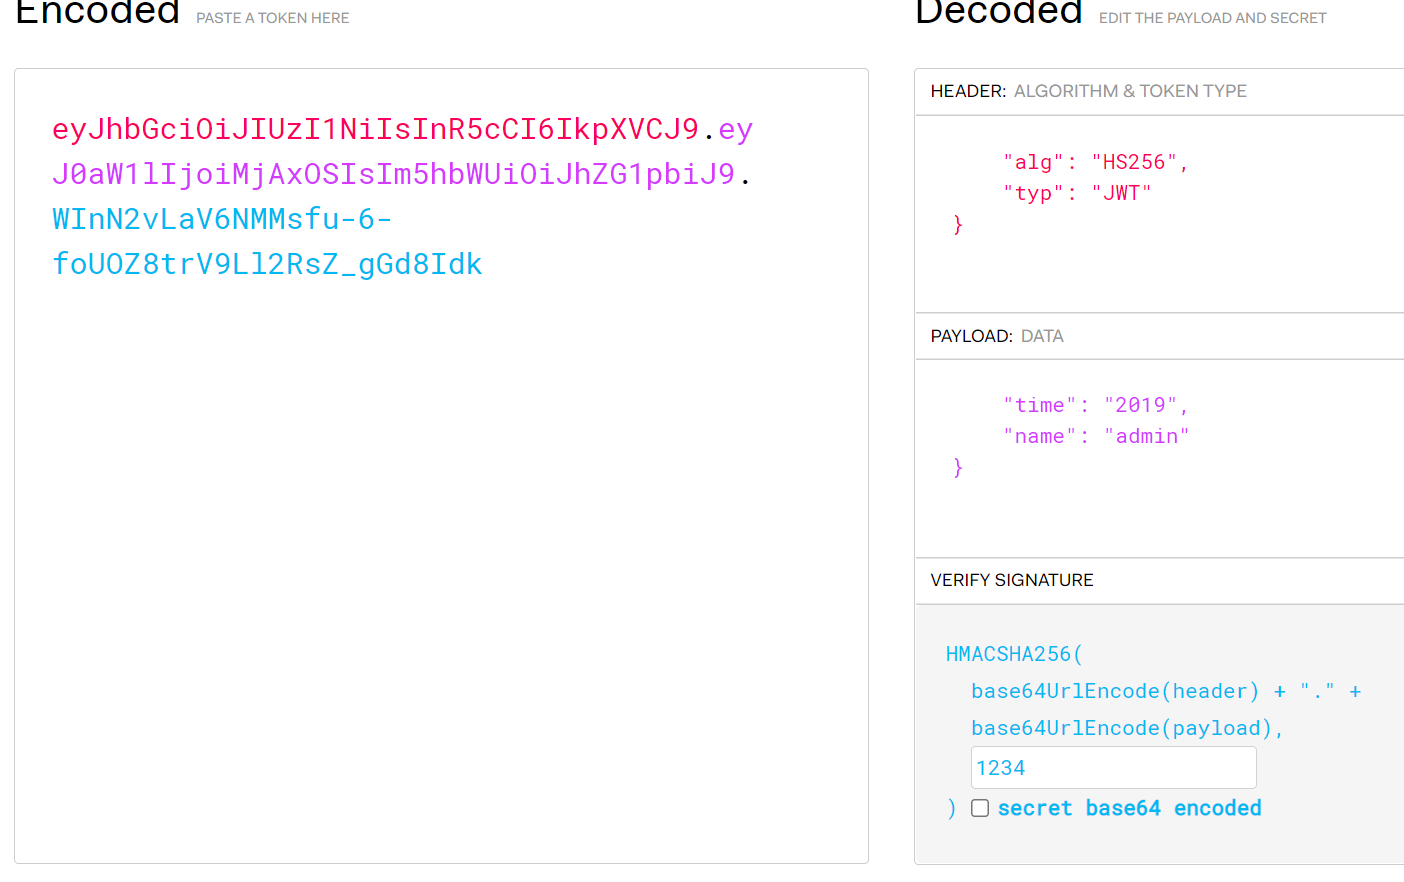 Encoded PASTE A TOKEN HERE
eyJhbGciOiJIUzI1NiIsInR5cCI6IkpXVCJ9.ey
J0aW1lIjoiMjAxOSIsIm5hbWUiOiJhZG1pbiJ9.
WInN2vLaV6NMMsfu-6-
foUOZ8trV9Ll2RsZ_gGd8Idk
Decoded EDIT THE PAYLOAD AND SECRET
HEADER: ALGORITHM & TOKEN TYPE
"alg": "HS256",
"typ": "JWT"
}
PAYLOAD: DATA
"time": "2019",
"name": "admin"
}
VERIFY SIGNATURE
HMACSHA256(
base64UrlEncode(header) + "." +
base64UrlEncode(payload),
1234
) secret base64 encoded